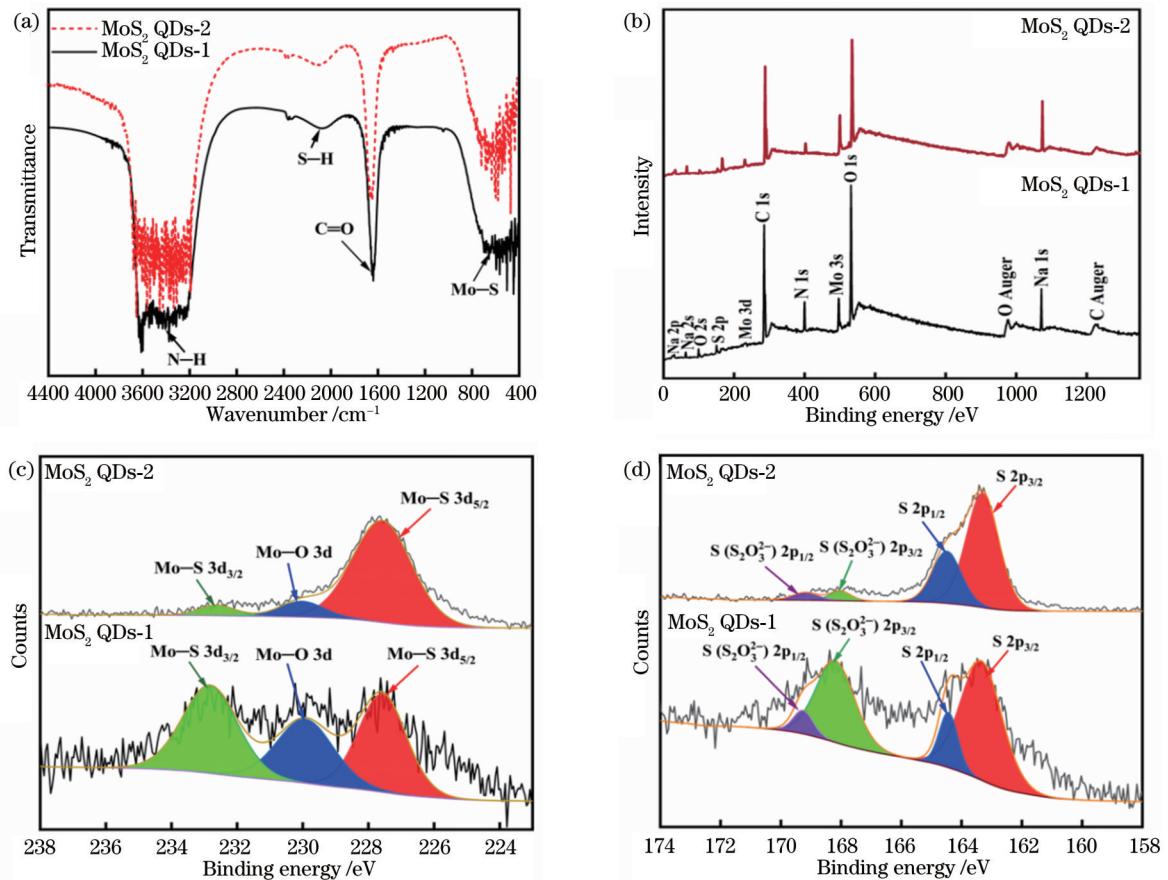 (a)
MoS₂ QDs-2
MoS₂ QDs-1
S—H
C=O
Mo—S
N—H
Transmittance
4400 4000 3600 3200 2800 2400 2000 1600 1200 800 400
Wavenumber /cm⁻¹
(b)
MoS₂ QDs-2
MoS₂ QDs-1
Intensity
Na 2p
Na 2s
O 2s
S 2p
Mo 3d
C 1s
N 1s
Mo 3s
O 1s
O Auger
Na 1s
C Auger
0 200 400 600 800 1000 1200
Binding energy /eV
(c)
MoS₂ QDs-2
Mo—S 3d₅/₂
Mo—O 3d
Mo—S 3d₃/₂
MoS₂ QDs-1
Mo—S 3d₃/₂
Mo—O 3d
Mo—S 3d₅/₂
Counts
238 236 234 232 230 228 226 224
Binding energy /eV
(d)
MoS₂ QDs-2
S 2p₃/₂
S 2p₁/₂
S (S₂O₃²⁻) 2p₁/₂
S (S₂O₃²⁻) 2p₃/₂
MoS₂ QDs-1
S (S₂O₃²⁻) 2p₃/₂
S (S₂O₃²⁻) 2p₁/₂
S 2p₁/₂
S 2p₃/₂
Counts
174 172 170 168 166 164 162 160 158
Binding energy /eV